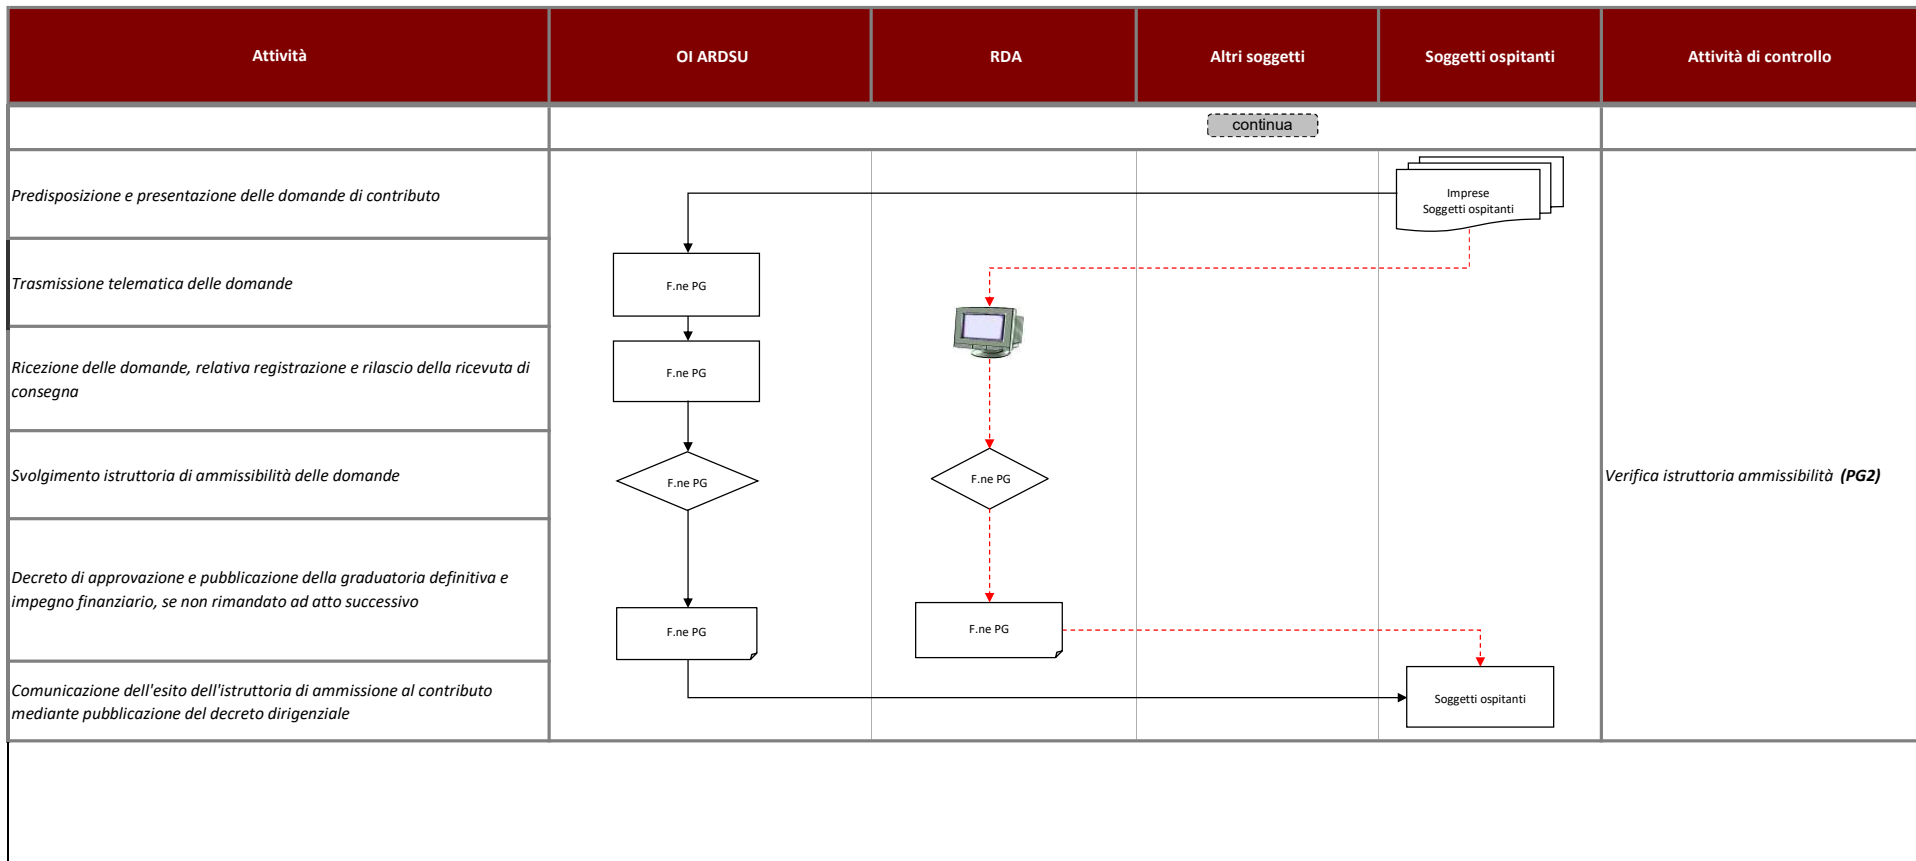 Attività
OI ARDSU
RDA
Altri soggetti
Soggetti ospitanti
Attività di controllo
continua
Predisposizione e presentazione delle domande di contributo
Imprese
Soggetti ospitanti
Trasmissione telematica delle domande
F.ne PG
Ricezione delle domande, relativa registrazione e rilascio della ricevuta di
consegna
F.ne PG
Svolgimento istruttoria di ammissibilità delle domande
F.ne PG
F.ne PG
Verifica istruttoria ammissibilità (PG2)
Decreto di approvazione e pubblicazione della graduatoria definitiva e
impegno finanziario, se non rimandato ad atto successivo
F.ne PG
F.ne PG
Comunicazione dell'esito dell'istruttoria di ammissione al contributo
mediante pubblicazione del decreto dirigenziale
Soggetti ospitanti